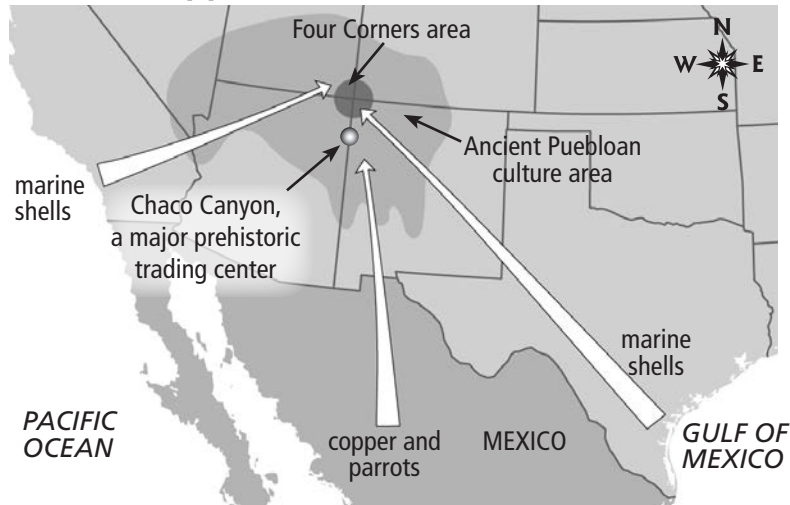 Four Corners area
N
W
E
S
Ancient Puebloan
culture area
marine
shells
Chaco Canyon,
a major prehistoric
trading center
marine
shells
PACIFIC
OCEAN
copper and
parrots
MEXICO
GULF OF
MEXICO